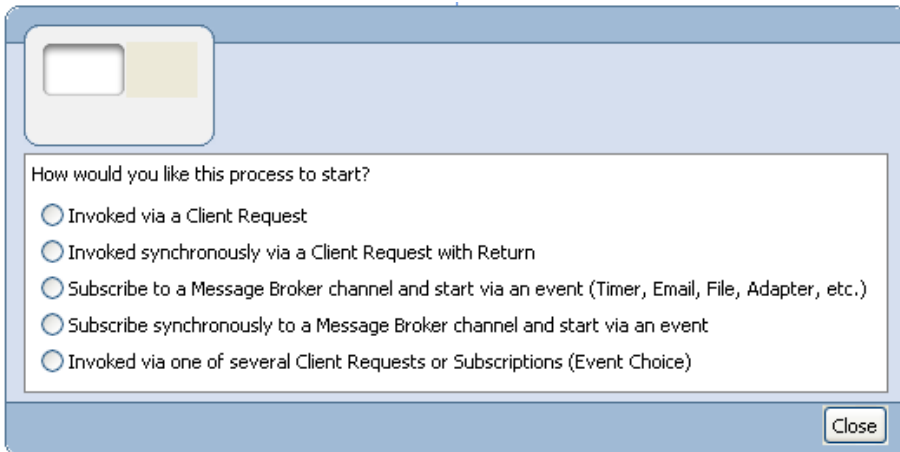 How would you like this process to start?
Invoked via a Client Request
Invoked synchronously via a Client Request with Return
Subscribe to a Message Broker channel and start via an event (Timer, Email, File, Adapter, etc.)
Subscribe synchronously to a Message Broker channel and start via an event
Invoked via one of several Client Requests or Subscriptions (Event Choice)
Close